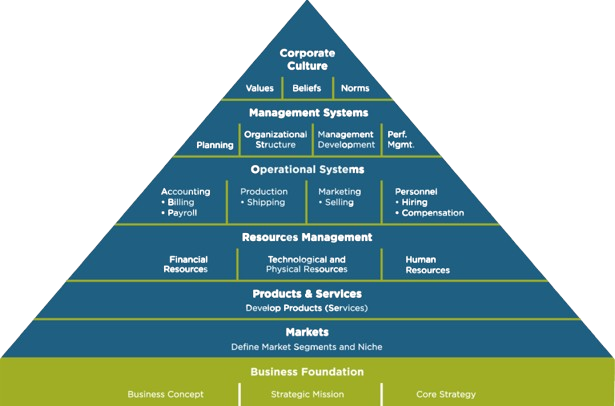 Corporate
Culture
Values Beliefs Norms
Management Systems
Planning
Organizational
Structure
Management
Development
Perf.
Mgmt.
Operational Systems
Accounting
• Billing
• Payroll
Production
• Shipping
Marketing
• Selling
Personnel
• Hiring
• Compensation
Resources Management
Financial
Resources
Technological and
Physical Resources
Human
Resources
Products & Services
Develop Products (Services)
Markets
Define Market Segments and Niche
Business Foundation
Business Concept Strategic Mission Core Strategy